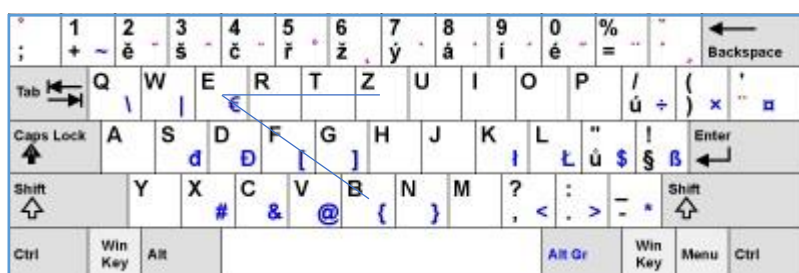 ° 1 2 3 4 5 6 7 8 9 0 %
; + ~ ě š č ř ž ý á í é = Backspace
Tab Q W E R T Z U I O P / ( '
\ | € ú ÷ ) × ¨ ¤
Caps Lock A S D F G H J K L " ! Enter
đ Đ [ ] ł Ł ů $ § ß
Shift Y X C V B N M ? : _ Shift
# & @ { } , < . > - *
Ctrl Win Key Alt Alt Gr Win Key Menu Ctrl